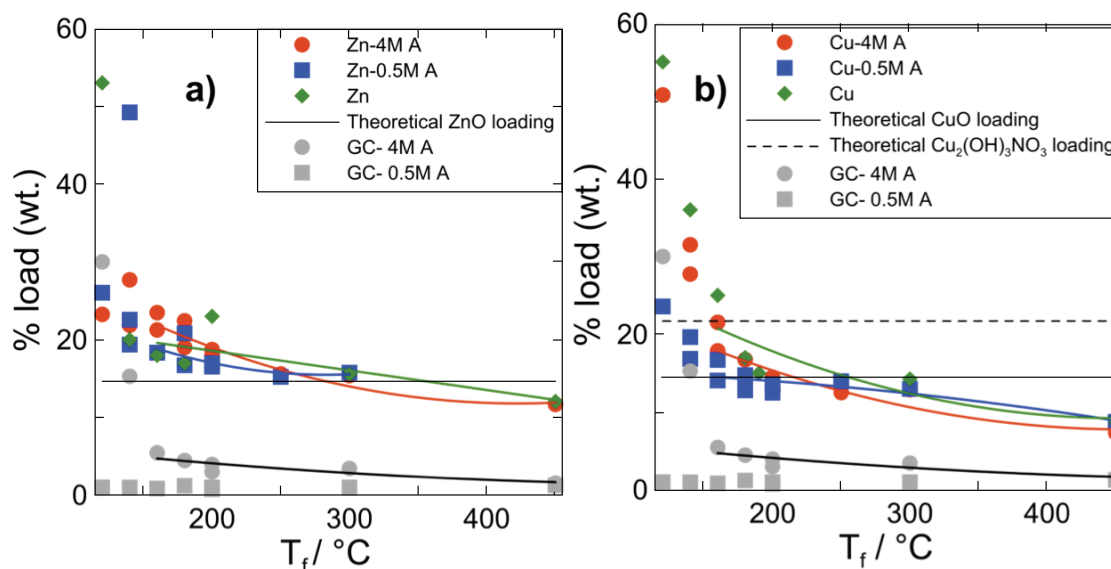 60
Zn-4M A
Zn-0.5M A
Zn
Theoretical ZnO loading
GC- 4M A
GC- 0.5M A
a)
40
20
0
% load (wt.)
200
300
400
T_f / °C
60
Cu-4M A
Cu-0.5M A
Cu
Theoretical CuO loading
Theoretical Cu₂(OH)₃NO₃ loading
GC- 4M A
GC- 0.5M A
b)
40
20
0
% load (wt.)
200
300
400
T_f / °C